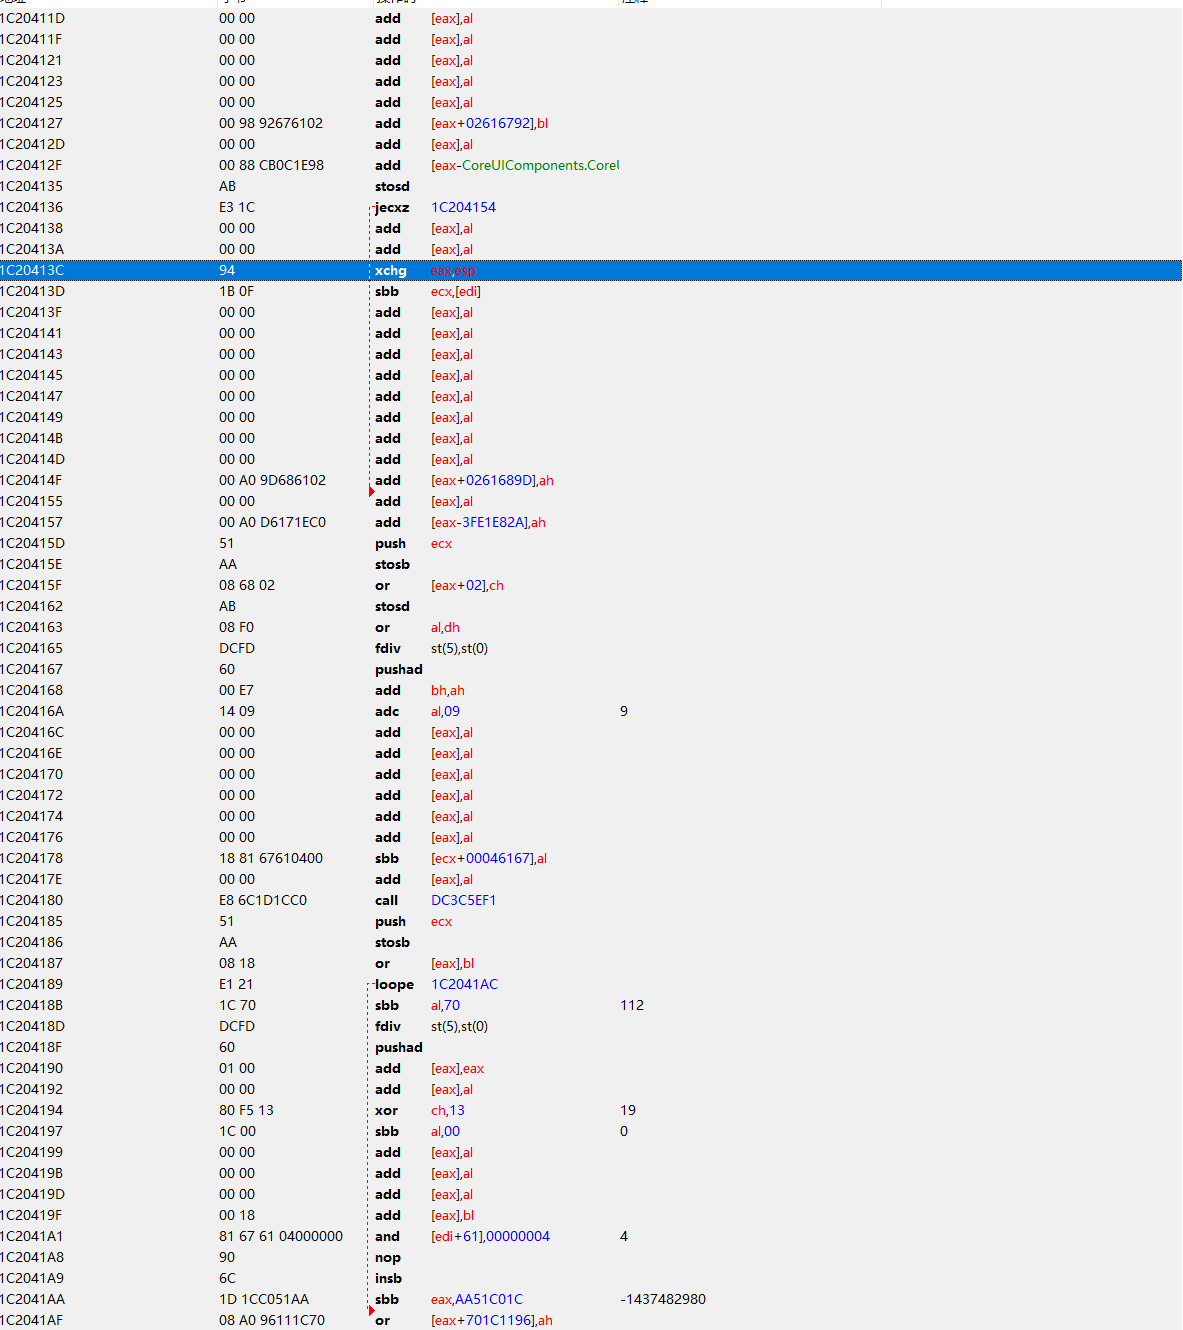 1C20411D 00 00 add [eax],al
1C20411F 00 00 add [eax],al
1C204121 00 00 add [eax],al
1C204123 00 00 add [eax],al
1C204125 00 00 add [eax],al
1C204127 00 98 92676102 add [eax+02616792],bl
1C20412D 00 00 add [eax],al
1C20412F 00 88 CB0C1E98 add [eax-CoreUIComponents.CoreU
1C204135 AB stosd
1C204136 E3 1C jecxz 1C204154
1C204138 00 00 add [eax],al
1C20413A 00 00 add [eax],al
1C20413C 94 xchg eax,esp
1C20413D 1B 0F sbb ecx,[edi]
1C20413F 00 00 add [eax],al
1C204141 00 00 add [eax],al
1C204143 00 00 add [eax],al
1C204145 00 00 add [eax],al
1C204147 00 00 add [eax],al
1C204149 00 00 add [eax],al
1C20414B 00 00 add [eax],al
1C20414D 00 00 add [eax],al
1C20414F 00 A0 9D686102 add [eax+0261689D],ah
1C204155 00 00 add [eax],al
1C204157 00 A0 D6171EC0 add [eax-3FE1E82A],ah
1C20415D 51 push ecx
1C20415E AA stosb
1C20415F 08 68 02 or [eax+02],ch
1C204162 AB stosd
1C204163 08 F0 or al,dh
1C204165 DCFD fdiv st(5),st(0)
1C204167 60 pushad
1C204168 00 E7 add bh,ah
1C20416A 14 09 adc al,09 9
1C20416C 00 00 add [eax],al
1C20416E 00 00 add [eax],al
1C204170 00 00 add [eax],al
1C204172 00 00 add [eax],al
1C204174 00 00 add [eax],al
1C204176 00 00 add [eax],al
1C204178 18 81 67610400 sbb [ecx+00046167],al
1C20417E 00 00 add [eax],al
1C204180 E8 6C1D1CC0 call DC3C5EF1
1C204185 51 push ecx
1C204186 AA stosb
1C204187 08 18 or [eax],bl
1C204189 E1 21 loope 1C2041AC
1C20418B 1C 70 sbb al,70 112
1C20418D DCFD fdiv st(5),st(0)
1C20418F 60 pushad
1C204190 01 00 add [eax],eax
1C204192 00 00 add [eax],al
1C204194 80 F5 13 xor ch,13 19
1C204197 1C 00 sbb al,00 0
1C204199 00 00 add [eax],al
1C20419B 00 00 add [eax],al
1C20419D 00 00 add [eax],al
1C20419F 00 18 add [eax],bl
1C2041A1 81 67 61 04000000 and [edi+61],00000004 4
1C2041A8 90 nop
1C2041A9 6C insb
1C2041AA 1D 1CC051AA sbb eax,AA51C01C -1437482980
1C2041AF 08 A0 96111C70 or [eax+701C1196],ah